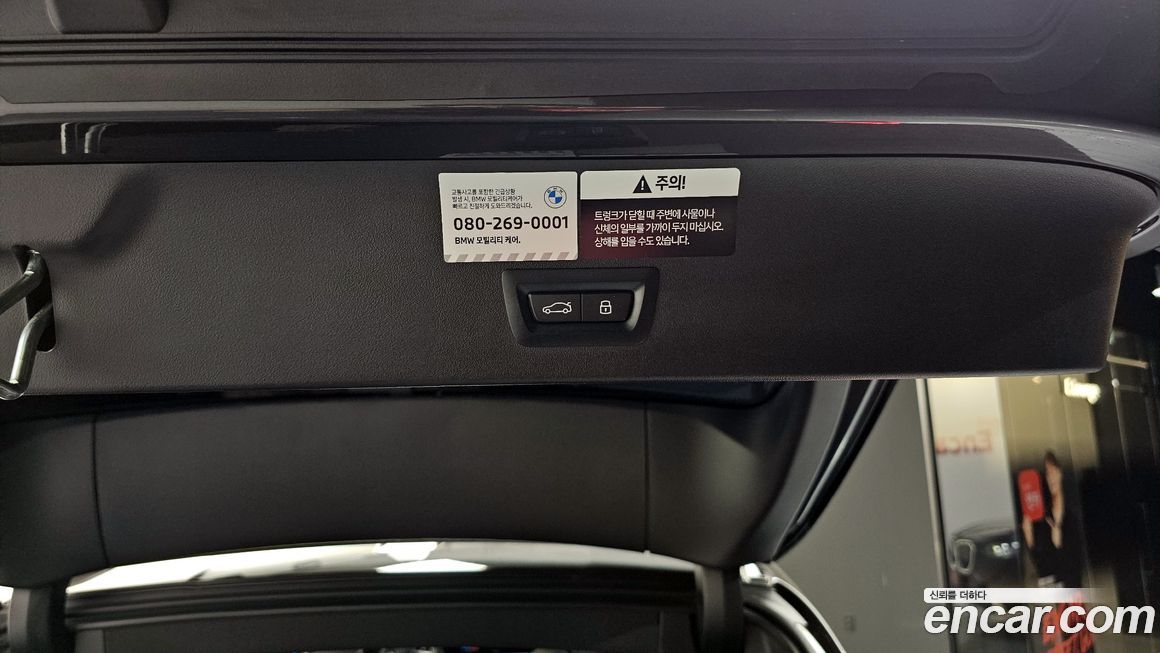 교통사고를 포함한 긴급상황
발생 시, BMW 모빌리티케어가
빠르고 친절하게 도와드리겠습니다.
080-269-0001
BMW 모빌리티 케어.
주의!
트렁크가 닫힐 때 주변에 사물이나
신체의 일부를 가까이 두지 마십시오.
상해를 입을 수도 있습니다.
Enca
신뢰를 더하다
encar.com